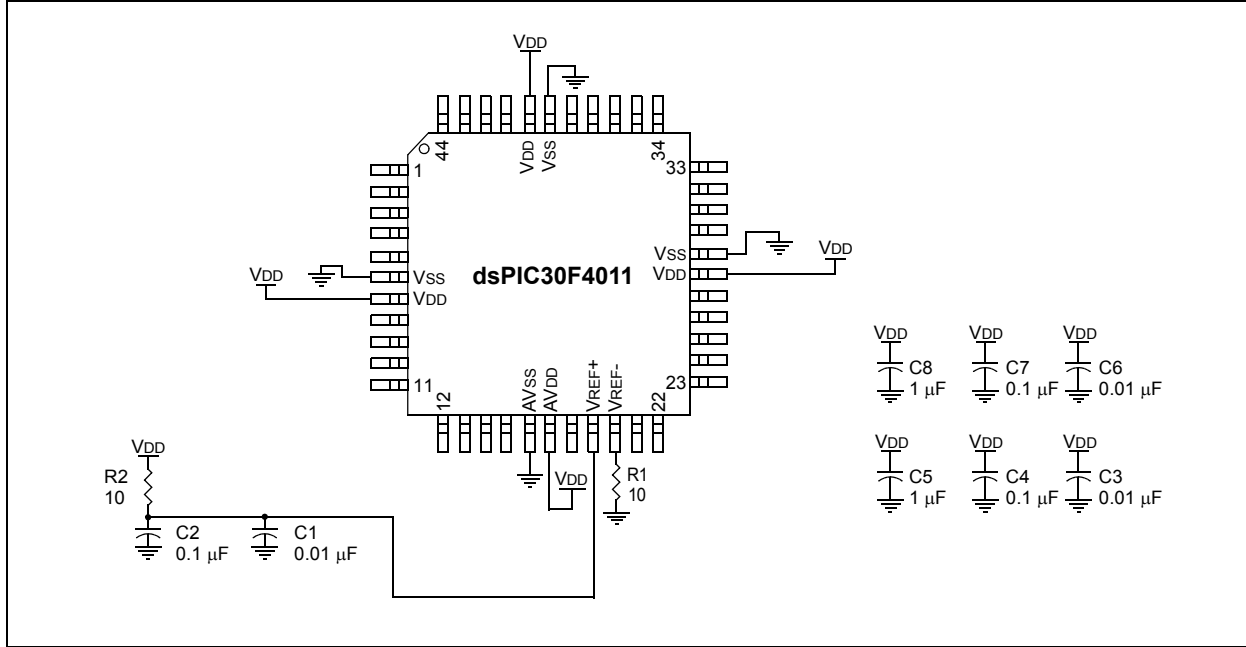 VDD
44
VDD
VSS
34
1
33
VSS
VDD
VDD
VSS
VDD
dsPIC30F4011
VSS
VDD
11
12
AVSS
AVDD
VREF+
VREF-
22
23
VDD
C8
1 μF
VDD
C7
0.1 μF
VDD
C6
0.01 μF
VDD
C5
1 μF
VDD
C4
0.1 μF
VDD
C3
0.01 μF
VDD
R2
10
C2
0.1 μF
C1
0.01 μF
VDD
R1
10